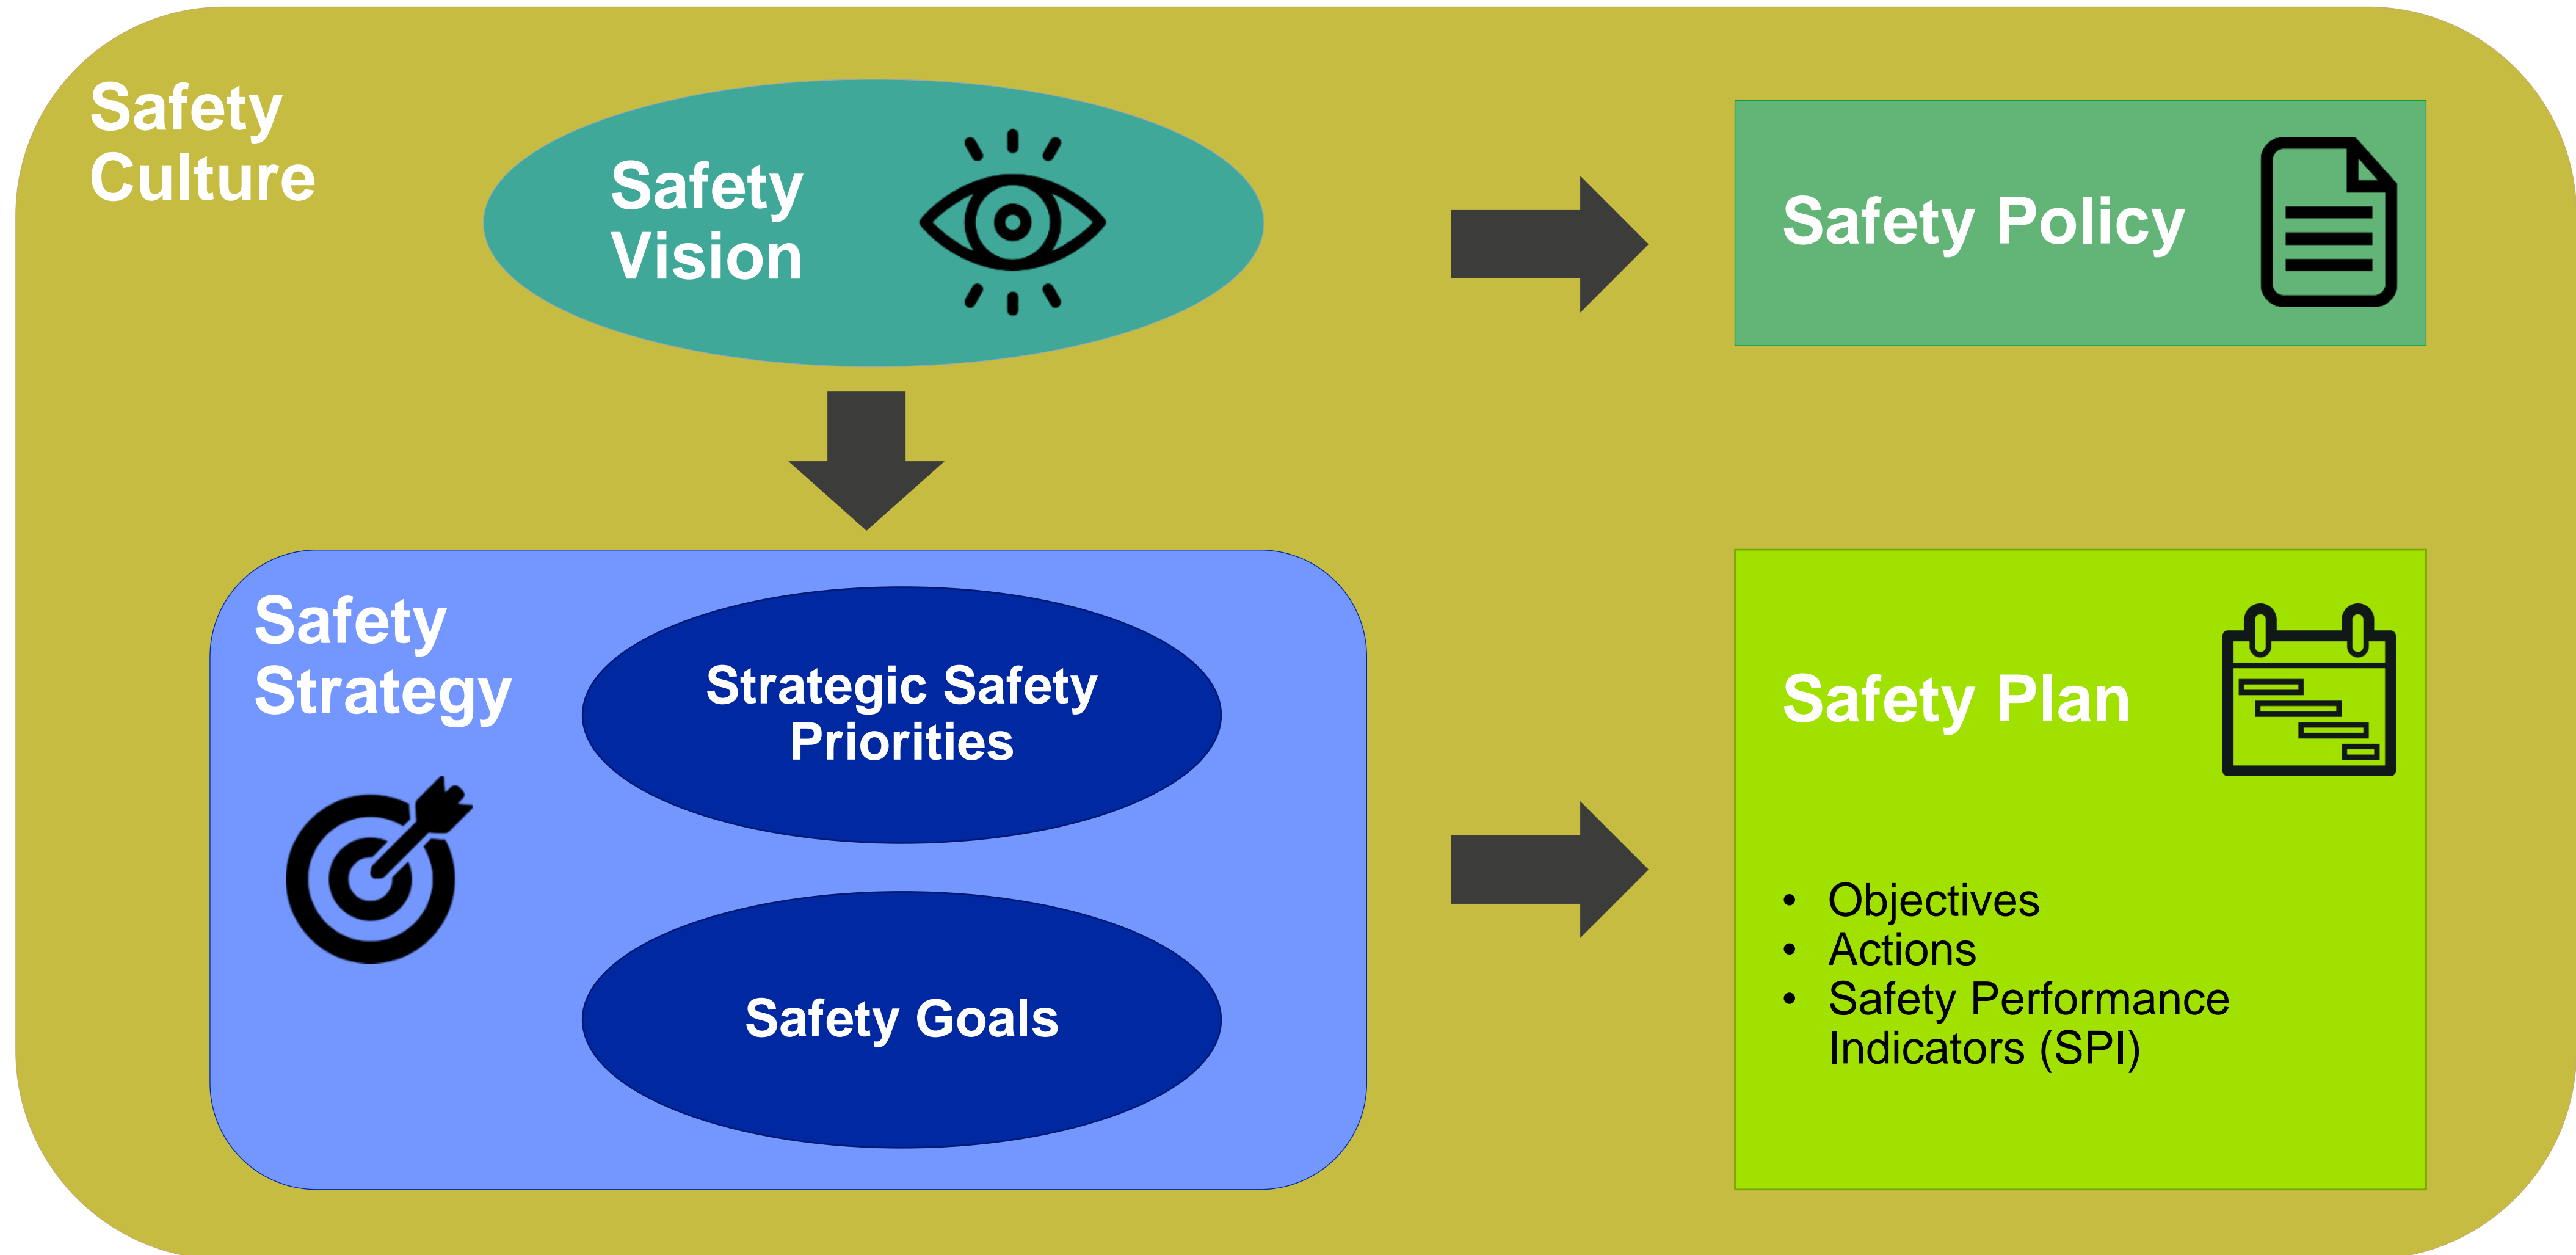 Safety
Culture
Safety
Vision
Safety Policy
Safety
Strategy
Strategic Safety
Priorities
Safety Goals
Safety Plan
• Objectives
• Actions
• Safety Performance
Indicators (SPI)